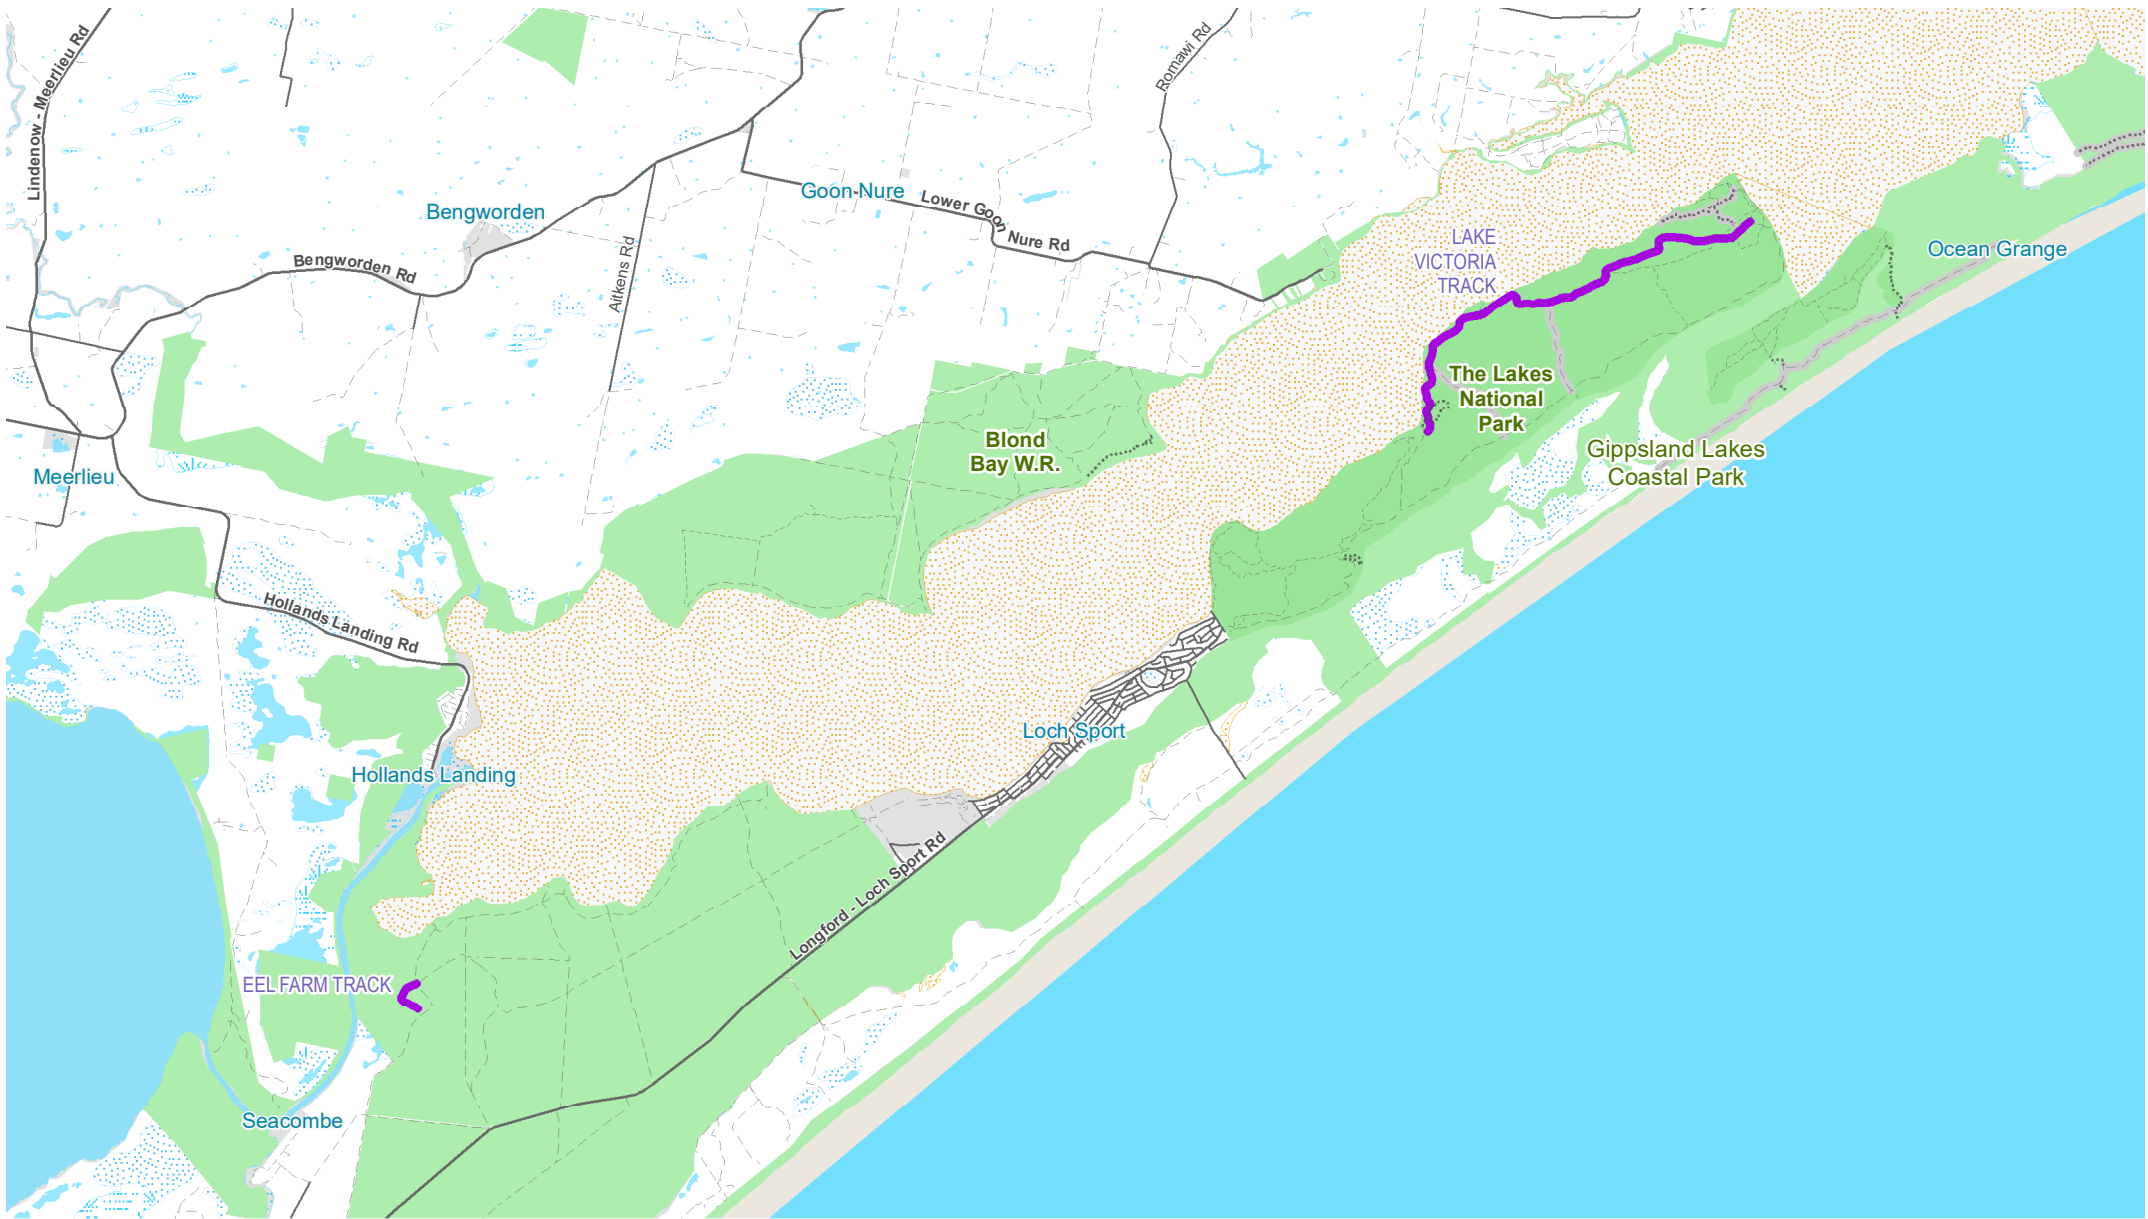 Lindenow - Meerlieu Rd
Romawi Rd
Goon Nure
Lower Goon Nure Rd
Bengworden
Bengworden Rd
Aitkens Rd
LAKE
VICTORIA
TRACK
Ocean Grange
The Lakes
National
Park
Blond
Bay W.R.
Gippsland Lakes
Coastal Park
Meerlieu
Hollands Landing Rd
Loch Sport
Hollands Landing
Longford - Loch Sport Rd
EEL FARM TRACK
Seacombe